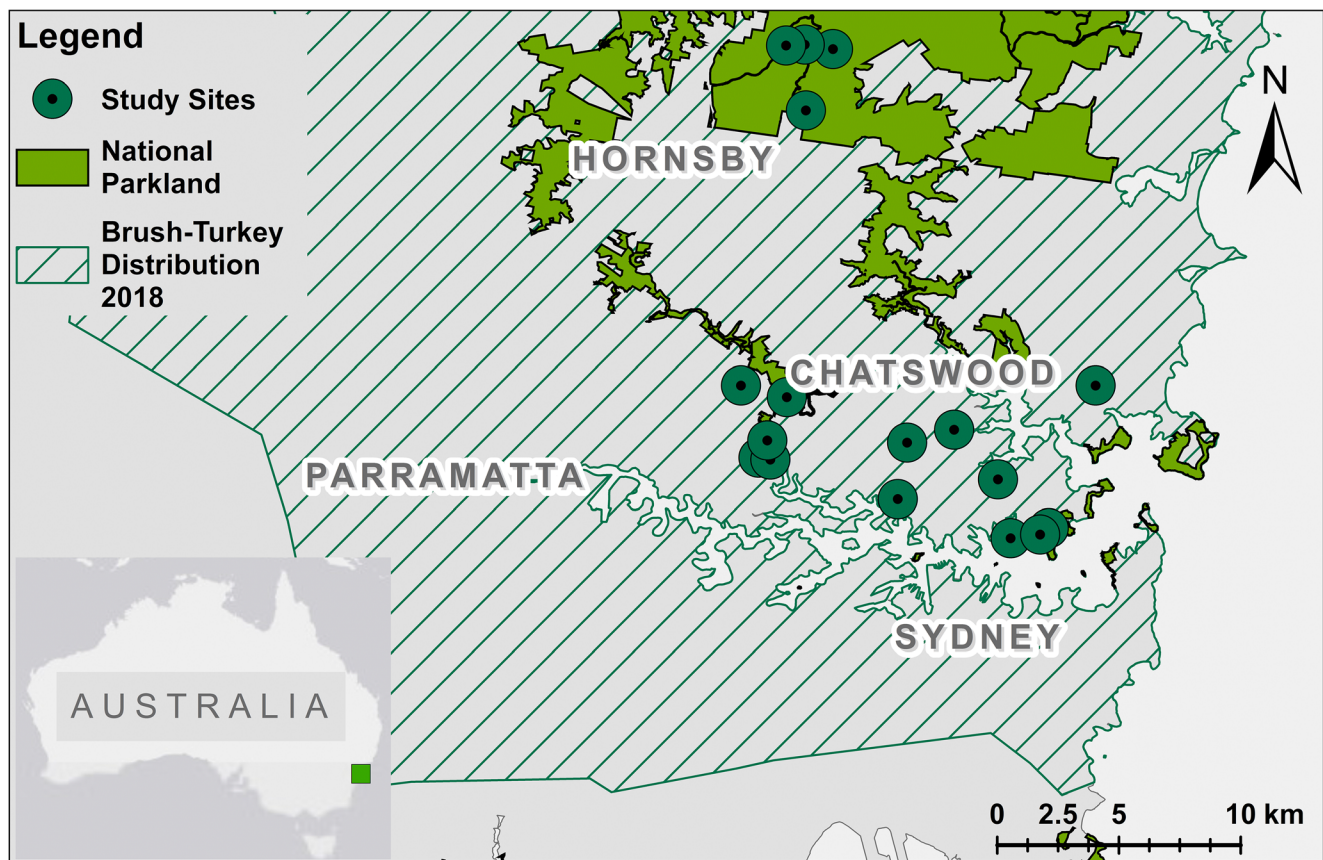 Legend
Study Sites
National
Parkland
Brush-Turkey
Distribution
2018
N
HORNSBY
CHATSWOOD
PARRAMATTA
SYDNEY
AUSTRALIA
0 2.5 5 10 km